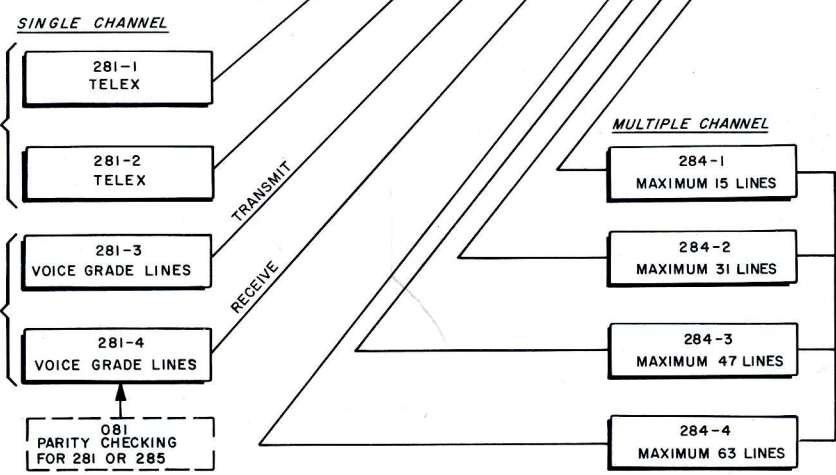 SINGLE CHANNEL
281-1
TELEX
281-2
TELEX
TRANSMIT
281-3
VOICE GRADE LINES
RECEIVE
281-4
VOICE GRADE LINES
081
PARITY CHECKING
FOR 281 OR 285
MULTIPLE CHANNEL
284-1
MAXIMUM 15 LINES
284-2
MAXIMUM 31 LINES
284-3
MAXIMUM 47 LINES
284-4
MAXIMUM 63 LINES